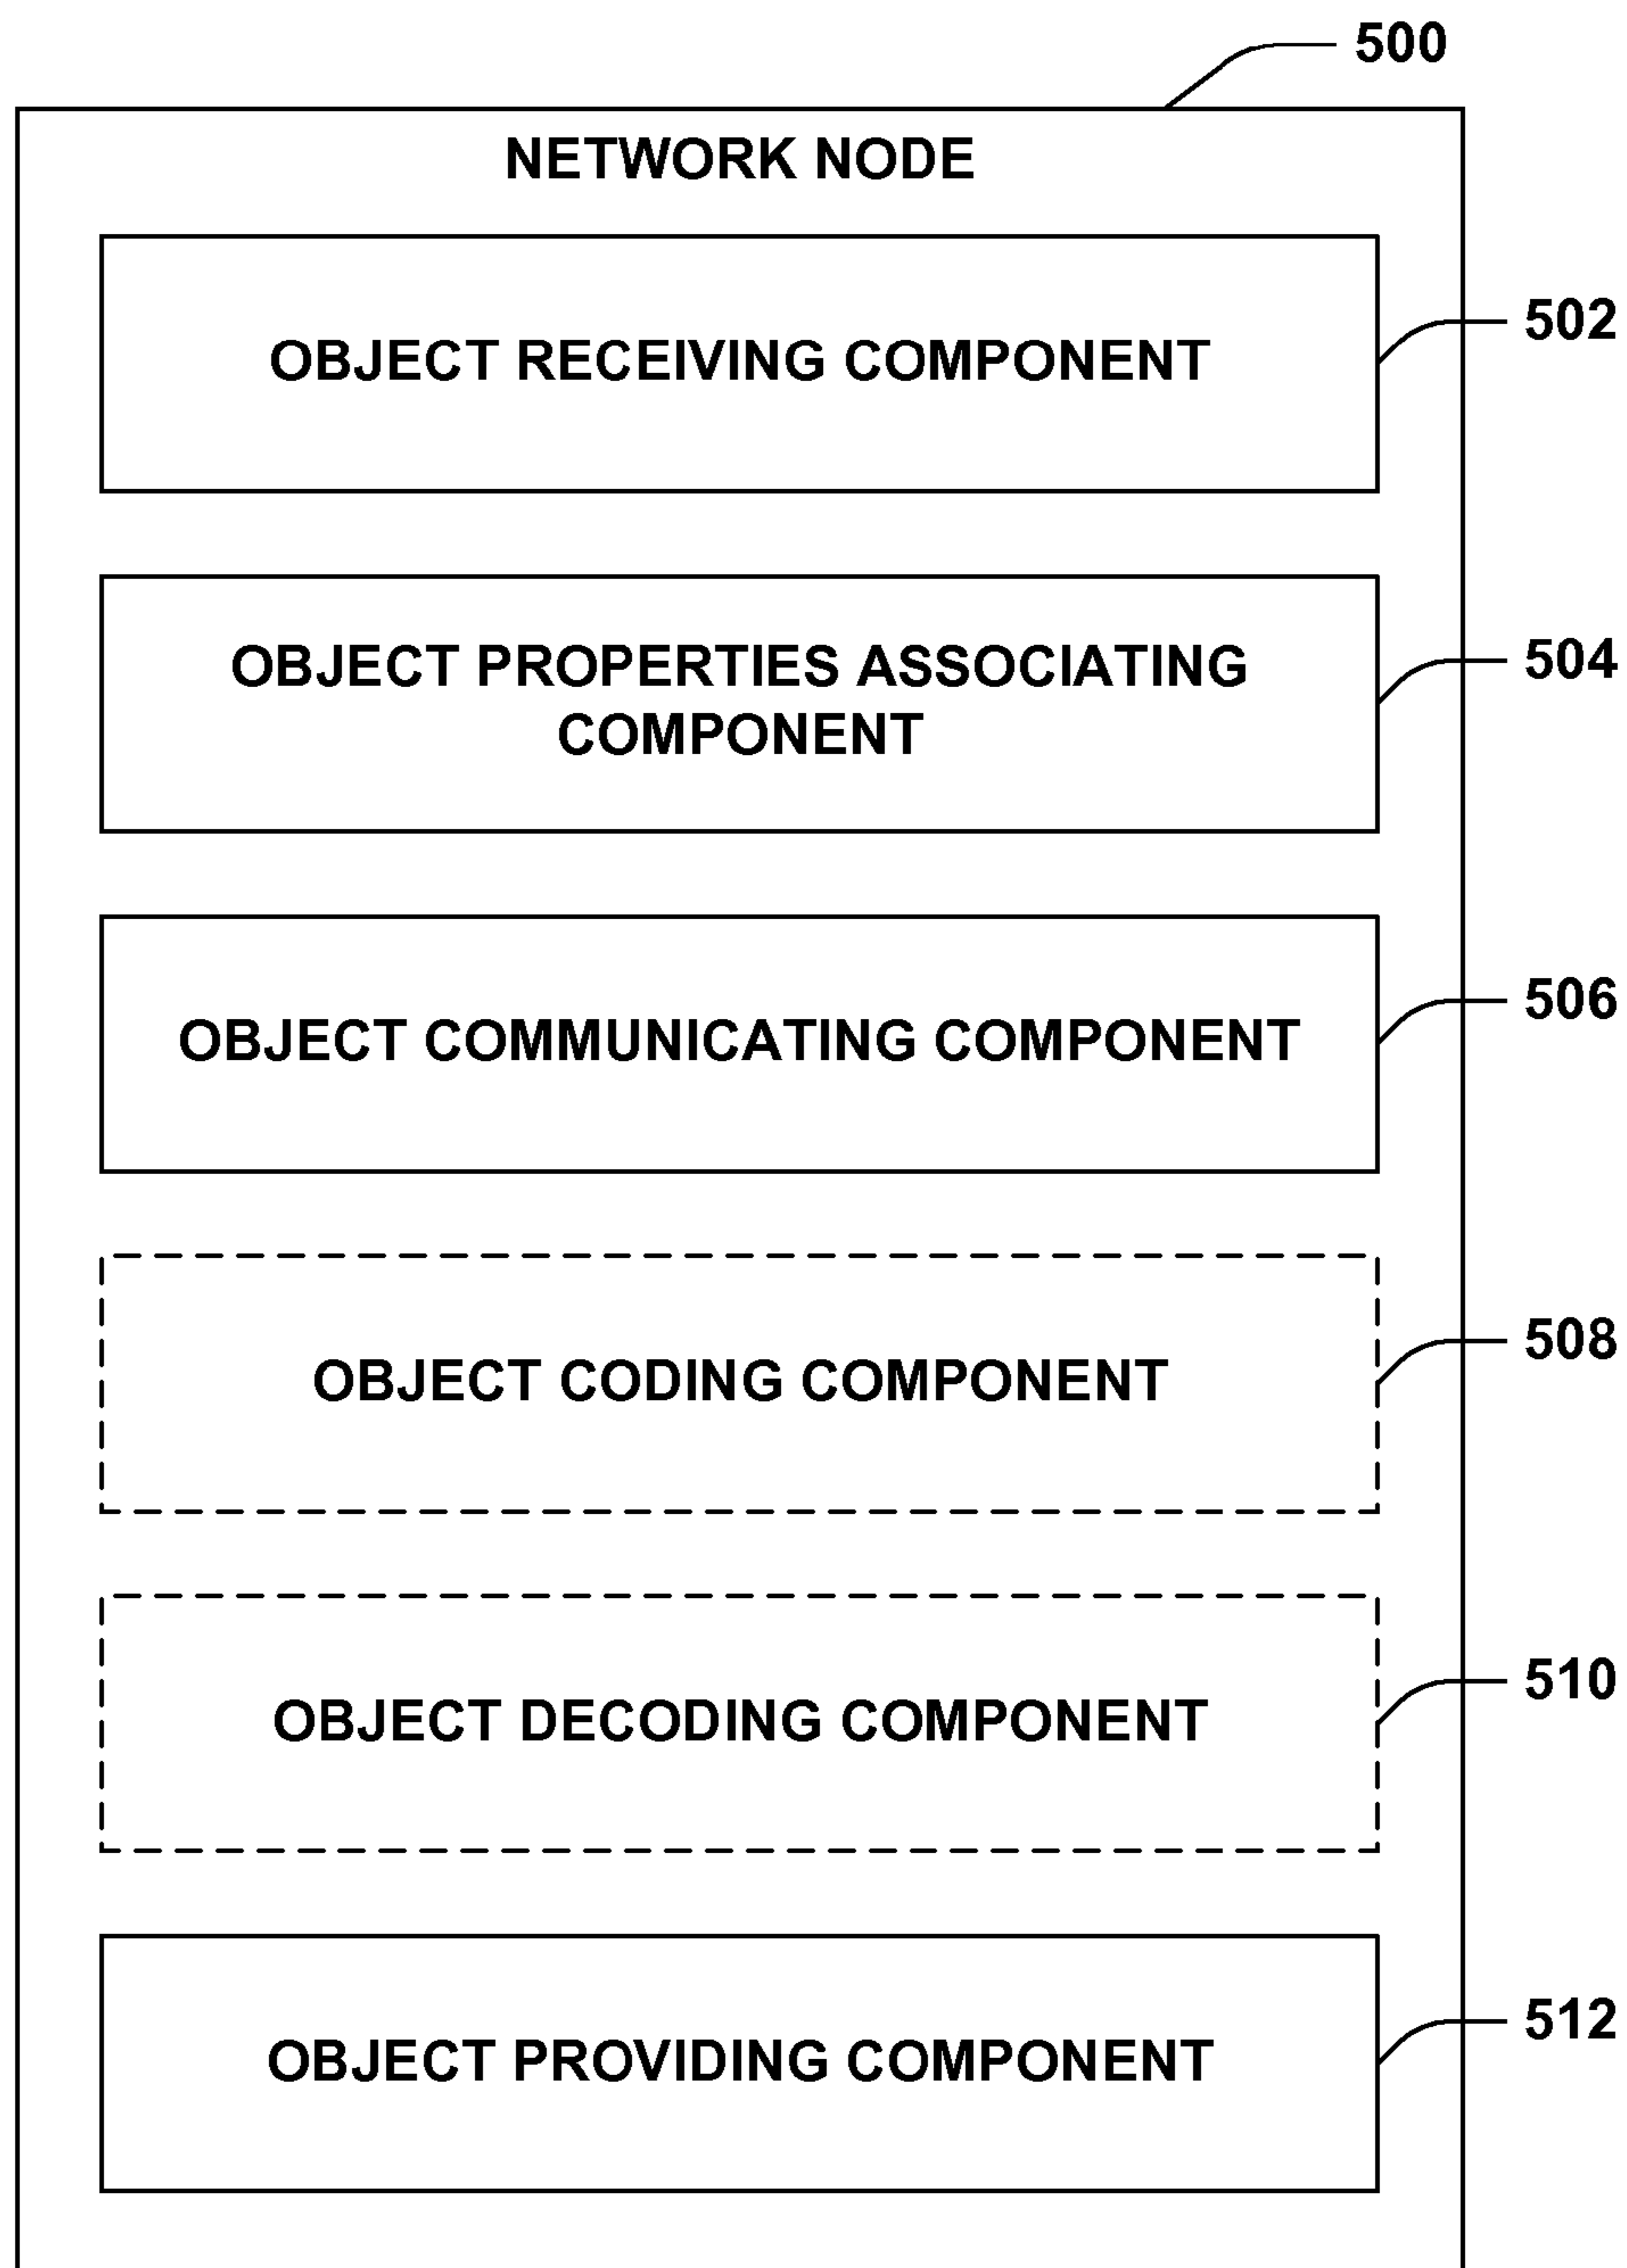 500
NETWORK NODE
OBJECT RECEIVING COMPONENT
502
OBJECT PROPERTIES ASSOCIATING
COMPONENT
504
OBJECT COMMUNICATING COMPONENT
506
OBJECT CODING COMPONENT
508
OBJECT DECODING COMPONENT
510
OBJECT PROVIDING COMPONENT
512